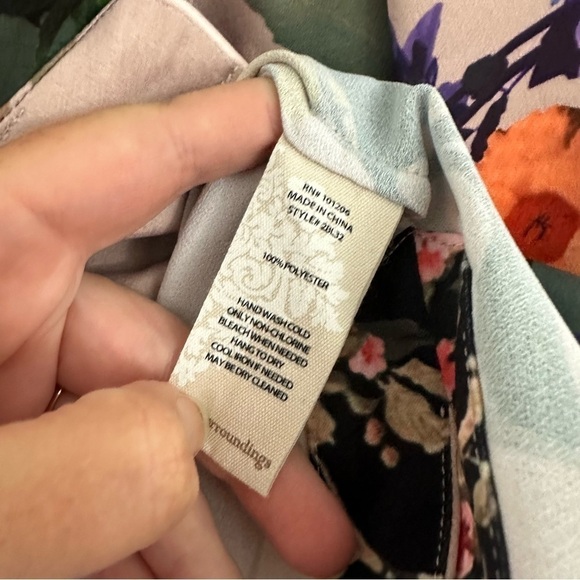 RN# 101206
MADE IN CHINA
STYLE# 2BL32
100% POLYESTER
HAND WASH COLD
ONLY NON-CHLORINE
BLEACH WHEN NEEDED
HANG TO DRY
COOL IRON IF NEEDED
MAY BE DRY CLEANED
rroundings